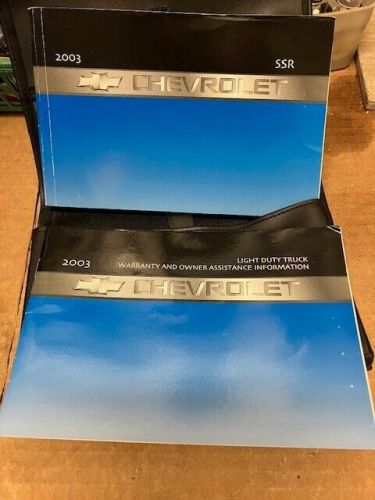 2003 SSR
CHEVROLET
2003 LIGHT DUTY TRUCK
WARRANTY AND OWNER ASSISTANCE INFORMATION
CHEVROLET